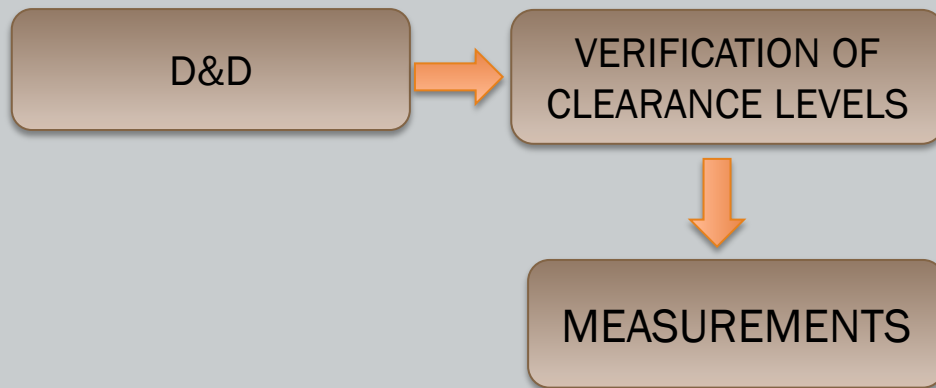 D&D
VERIFICATION OF
CLEARANCE LEVELS
MEASUREMENTS